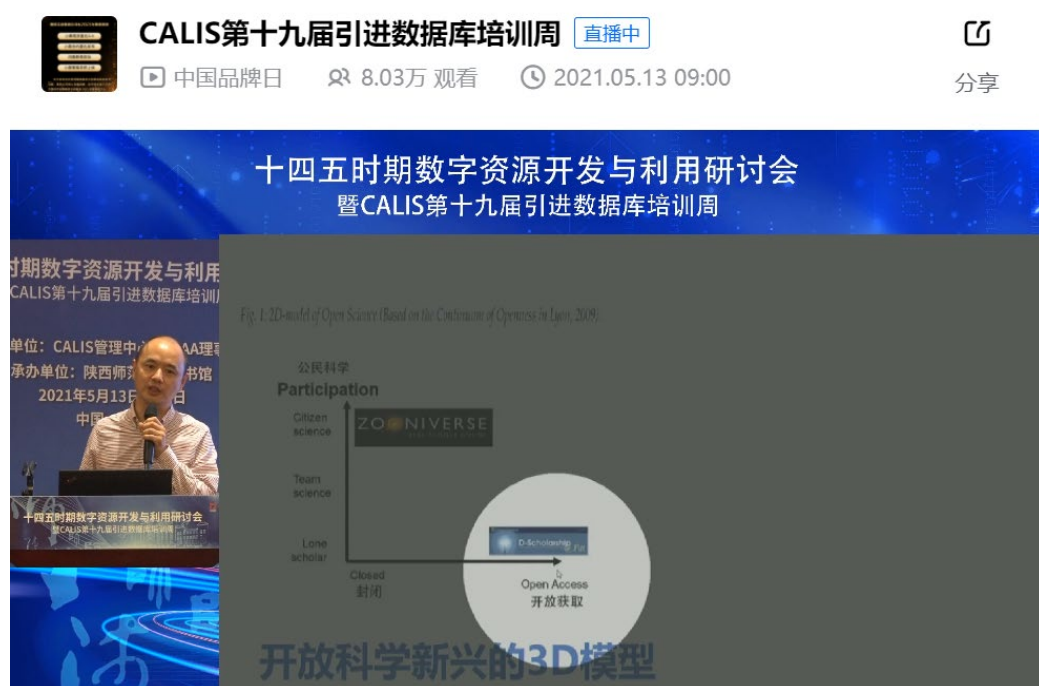 CALIS第十九届引进数据库培训周 直播中
中国品牌日 8.03万 观看 2021.05.13 09:00
分享
十四五时期数字资源开发与利用研讨会
暨CALIS第十九届引进数据库培训周
时期数字资源开发与利用
CALIS第十九届引进数据库培训
单位：CALIS管理中 AA理事
承办单位：陕西师范 书馆
2021年5月13日 日
中国
十四五时期数字资源开发与利用研讨会
暨CALIS第十九届引进数据库培训周
Fig. 1: 2D-model of Open Science (Based on the Continuum of Openness in Lyon, 2009)
公民科学
Participation
Citizen
science
ZOONIVERSE
Team
science
Lone
scholar
D-Scholarship
@Pitt
Closed
封闭
Open Access
开放获取
开放科学新兴的3D模型